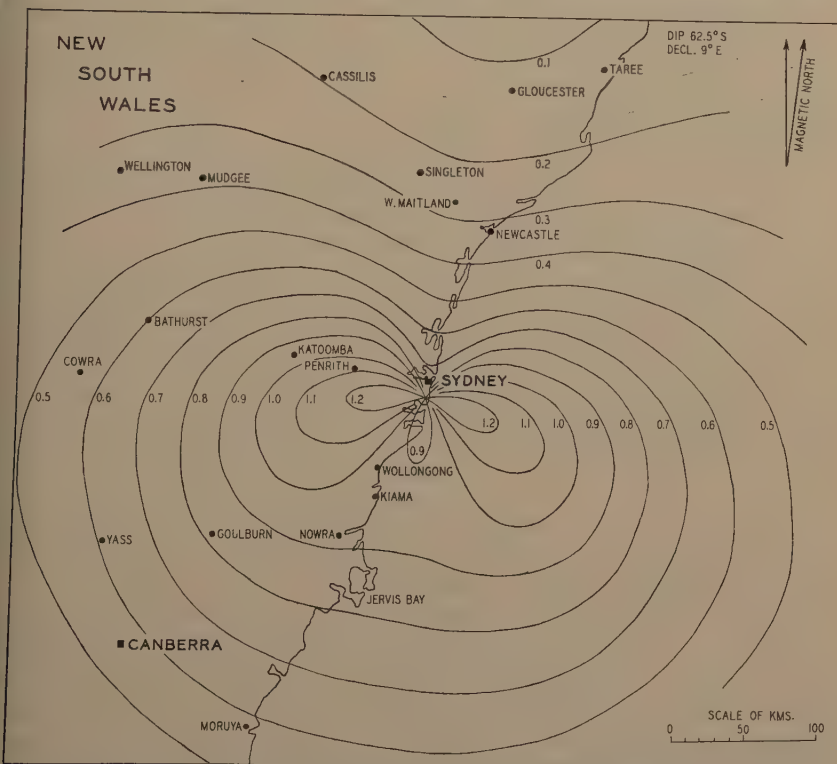 NEW
SOUTH
WALES
DIP 62.5° S
DECL. 9° E
MAGNETIC NORTH
0.1
TAREE
CASSILIS
GLOUCESTER
0.2
WELLINGTON
MUDGEE
SINGLETON
W. MAITLAND
0.3
NEWCASTLE
0.4
BATHURST
KATOOMBA
PENRITH
COWRA
SYDNEY
0.5
0.6
0.7
0.8
0.9
1.0
1.1
1.2
1.2
1.1
1.0
0.9
0.8
0.7
0.6
0.5
0.9
WOLLONGONG
KIAMA
YASS
GOULBURN
NOWRA
JERVIS BAY
CANBERRA
MORUYA
SCALE OF KMS.
0 50 100